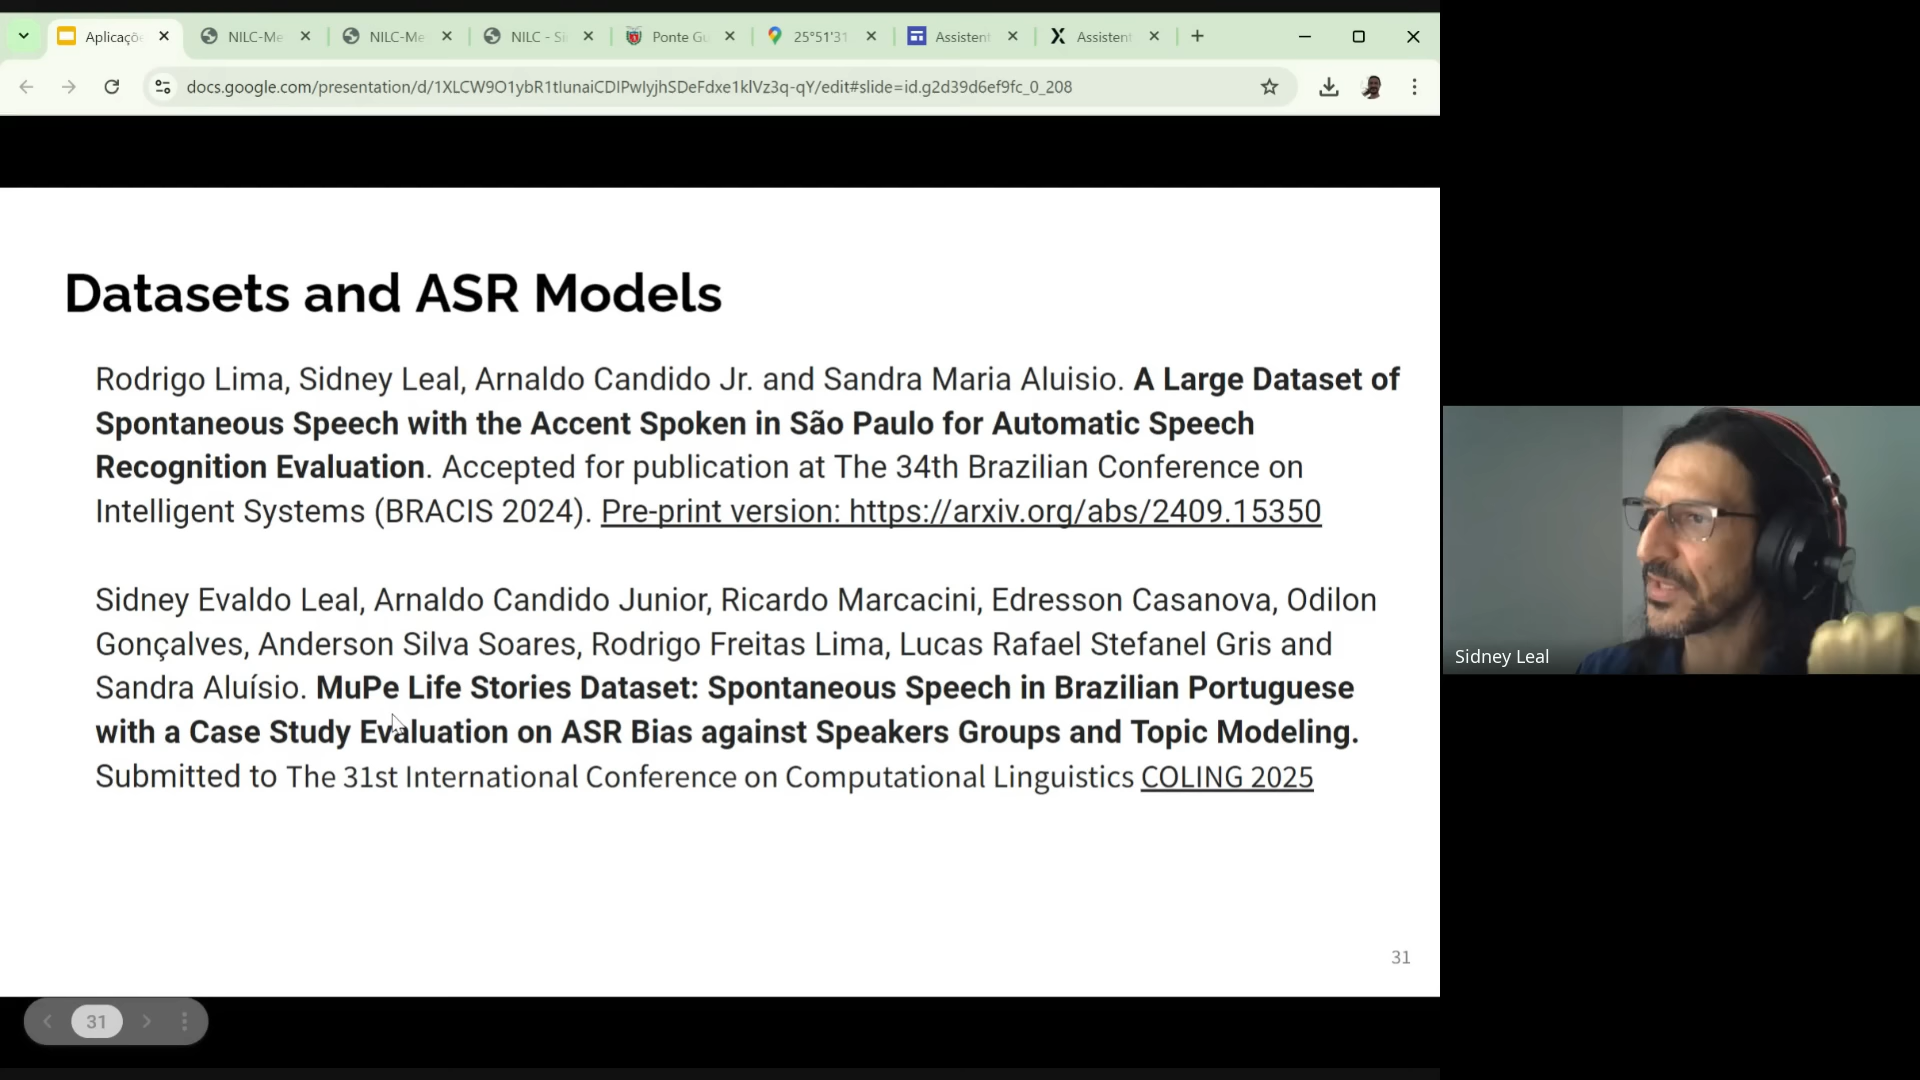 Aplicaçõe
NILC-Me
NILC-Me
NILC - Si
Ponte Gu
25°51'31
Assistent
Assistent
docs.google.com/presentation/d/1XLCW9O1ybR1tIunaiCDIPwIyjhSDeFdxe1klVz3q-qY/edit#slide=id.g2d39d6ef9fc_0_208
Datasets and ASR Models
Rodrigo Lima, Sidney Leal, Arnaldo Candido Jr. and Sandra Maria Aluisio. A Large Dataset of
Spontaneous Speech with the Accent Spoken in São Paulo for Automatic Speech
Recognition Evaluation. Accepted for publication at The 34th Brazilian Conference on
Intelligent Systems (BRACIS 2024). Pre-print version: https://arxiv.org/abs/2409.15350
Sidney Evaldo Leal, Arnaldo Candido Junior, Ricardo Marcacini, Edresson Casanova, Odilon
Gonçalves, Anderson Silva Soares, Rodrigo Freitas Lima, Lucas Rafael Stefanel Gris and
Sandra Aluísio. MuPe Life Stories Dataset: Spontaneous Speech in Brazilian Portuguese
with a Case Study Evaluation on ASR Bias against Speakers Groups and Topic Modeling.
Submitted to The 31st International Conference on Computational Linguistics COLING 2025
31
31
Sidney Leal